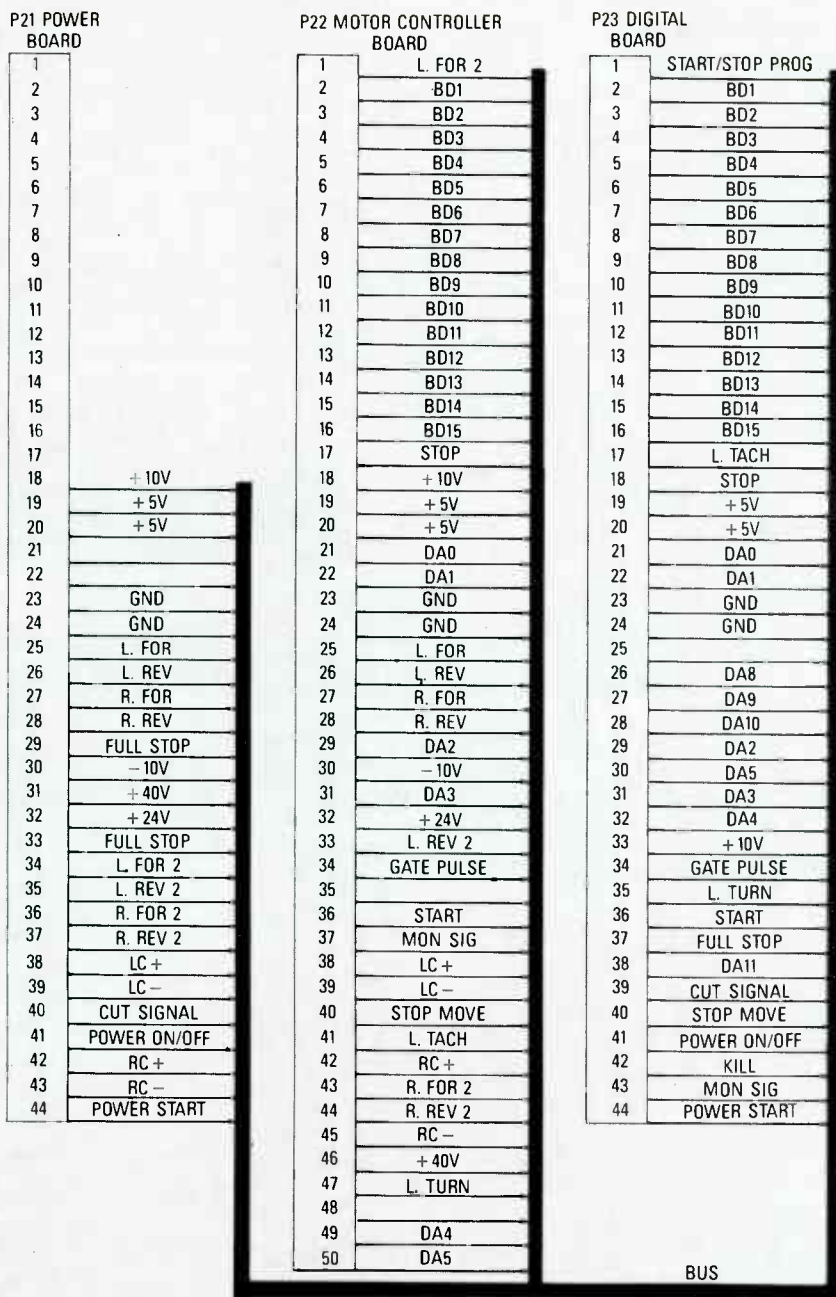 P21 POWER
BOARD
1
2
3
4
5
6
7
8
9
10
11
12
13
14
15
16
17
18 +10V
19 +5V
20 +5V
21
22
23 GND
24 GND
25 L. FOR
26 L. REV
27 R. FOR
28 R. REV
29 FULL STOP
30 −10V
31 +40V
32 +24V
33 FULL STOP
34 L. FOR 2
35 L. REV 2
36 R. FOR 2
37 R. REV 2
38 LC+
39 LC−
40 CUT SIGNAL
41 POWER ON/OFF
42 RC+
43 RC−
44 POWER START
P22 MOTOR CONTROLLER
BOARD
1 L. FOR 2
2 BD1
3 BD2
4 BD3
5 BD4
6 BD5
7 BD6
8 BD7
9 BD8
10 BD9
11 BD10
12 BD11
13 BD12
14 BD13
15 BD14
16 BD15
17 STOP
18 +10V
19 +5V
20 +5V
21 DA0
22 DA1
23 GND
24 GND
25 L. FOR
26 L. REV
27 R. FOR
28 R. REV
29 DA2
30 −10V
31 DA3
32 +24V
33 L. REV 2
34 GATE PULSE
35
36 START
37 MON SIG
38 LC+
39 LC−
40 STOP MOVE
41 L. TACH
42 RC+
43 R. FOR 2
44 R. REV 2
45 RC−
46 +40V
47 L. TURN
48
49 DA4
50 DA5
P23 DIGITAL
BOARD
1 START/STOP PROG
2 BD1
3 BD2
4 BD3
5 BD4
6 BD5
7 BD6
8 BD7
9 BD8
10 BD9
11 BD10
12 BD11
13 BD12
14 BD13
15 BD14
16 BD15
17 L. TACH
18 STOP
19 +5V
20 +5V
21 DA0
22 DA1
23 GND
24 GND
25
26 DA8
27 DA9
28 DA10
29 DA2
30 DA5
31 DA3
32 DA4
33 +10V
34 GATE PULSE
35 L. TURN
36 START
37 FULL STOP
38 DA11
39 CUT SIGNAL
40 STOP MOVE
41 POWER ON/OFF
42 KILL
43 MON SIG
44 POWER START
BUS